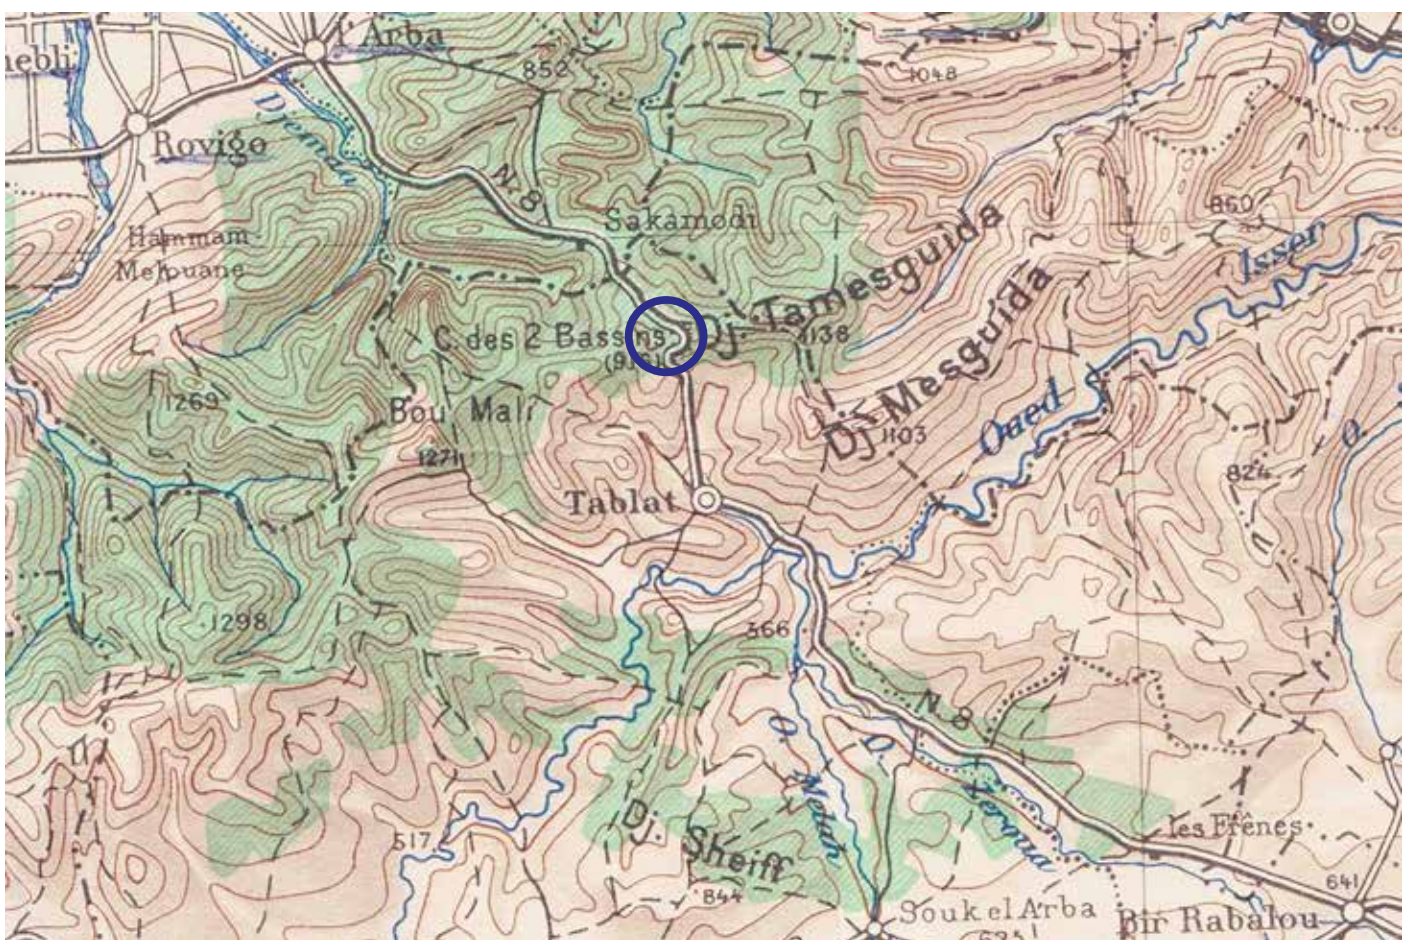 l'Arba
852
1048
Rovigo
Djemaa
N. 8
Sakamodi
860
Hammam
Melouane
Isser
Dj. Tamesguida
1138
C. des 2 Bassins
Dj. Mesguida
1103
1269
Bou Mali
1271
Oued
O.
824
Tablat
1298
366
N. 8
O. Melah
O. Zeroua
517
Dj. Sheiff
844
les Frênes
641
Souk el Arba
Bir Rabalou